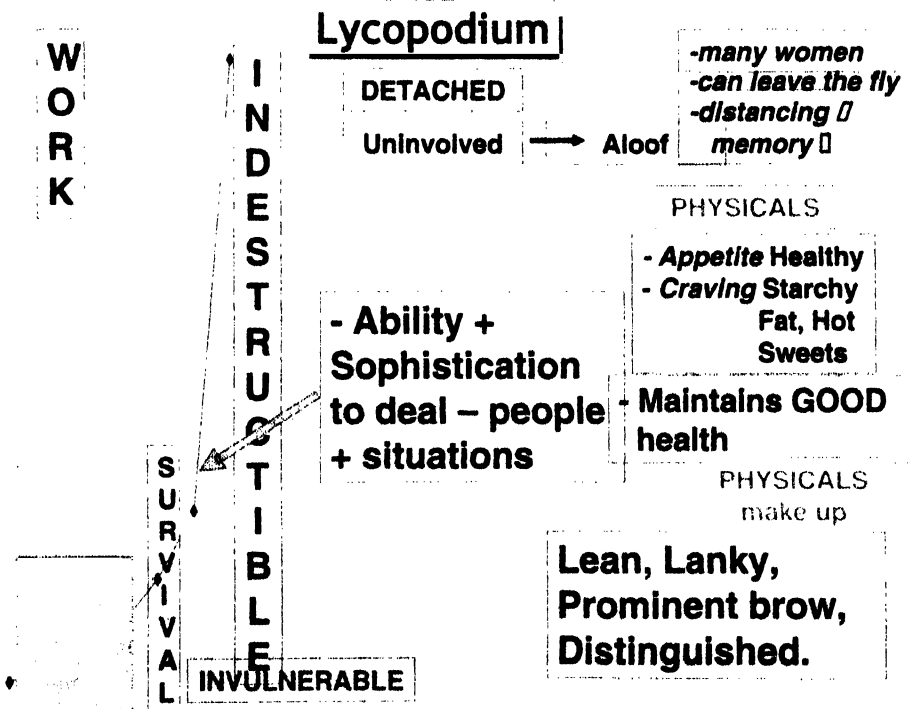 Lycopodium
WORK
INDESTRUCTIBLE
DETACHED
Uninvolved → Aloof
-many women
-can leave the fly
-distancing
memory
PHYSICALS
- Appetite Healthy
- Craving Starchy
Fat, Hot
Sweets
- Ability +
Sophistication
to deal – people
+ situations
- Maintains GOOD
health
SURVIVAL
PHYSICALS
make up
Lean, Lanky,
Prominent brow,
Distinguished.
INVULNERABLE